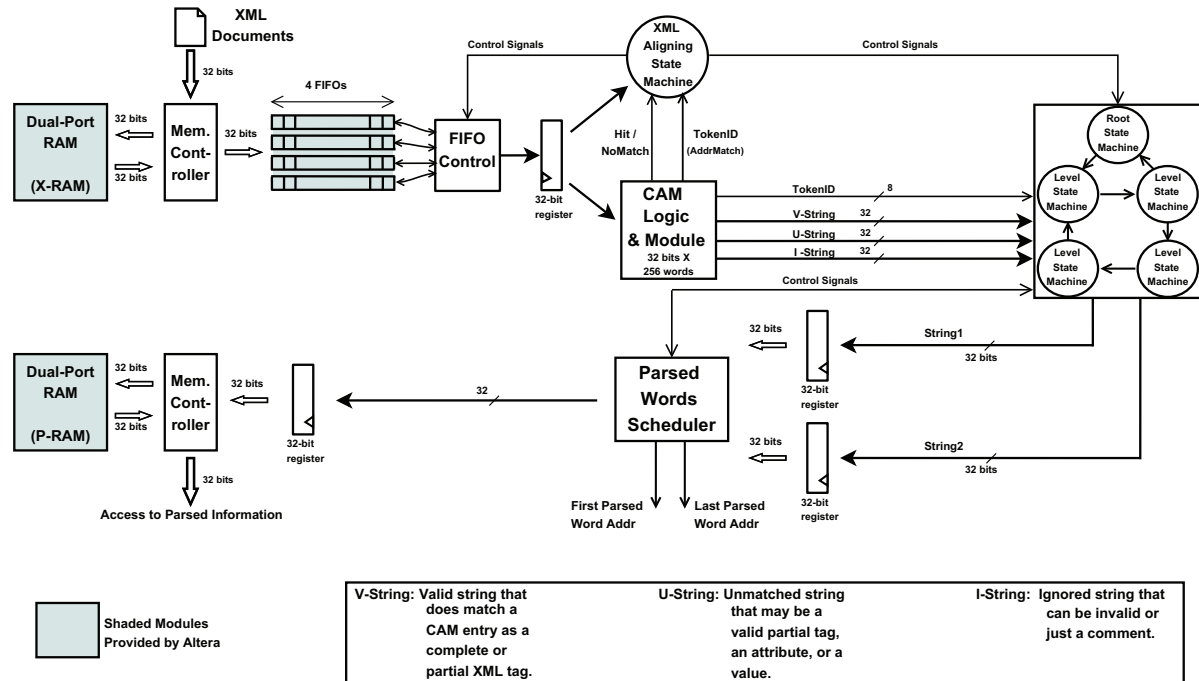 XML
Documents
32 bits
Dual-Port
RAM
(X-RAM)
32 bits
32 bits
Mem.
Cont-
roller
32 bits
4 FIFOs
Control Signals
FIFO
Control
32-bit
register
XML
Aligning
State
Machine
Control Signals
Hit /
NoMatch
TokenID
(AddrMatch)
CAM
Logic
& Module
32 bits X
256 words
TokenID
8
V-String
32
U-String
32
I -String
32
Control Signals
Root
State
Machine
Level
State
Machine
Level
State
Machine
Level
State
Machine
Level
State
Machine
Dual-Port
RAM
(P-RAM)
32 bits
32 bits
Mem.
Cont-
roller
32 bits
32 bits
Access to Parsed Information
32-bit
register
32
Parsed
Words
Scheduler
First Parsed
Word Addr
Last Parsed
Word Addr
32 bits
32-bit
register
String1
32 bits
32 bits
32-bit
register
String2
32 bits
Shaded Modules
Provided by Altera
V-String: Valid string that
does match a
CAM entry as a
complete or
partial XML tag.
U-String: Unmatched string
that may be a
valid partial tag,
an attribute, or a
value.
I-String: Ignored string that
can be invalid or
just a comment.